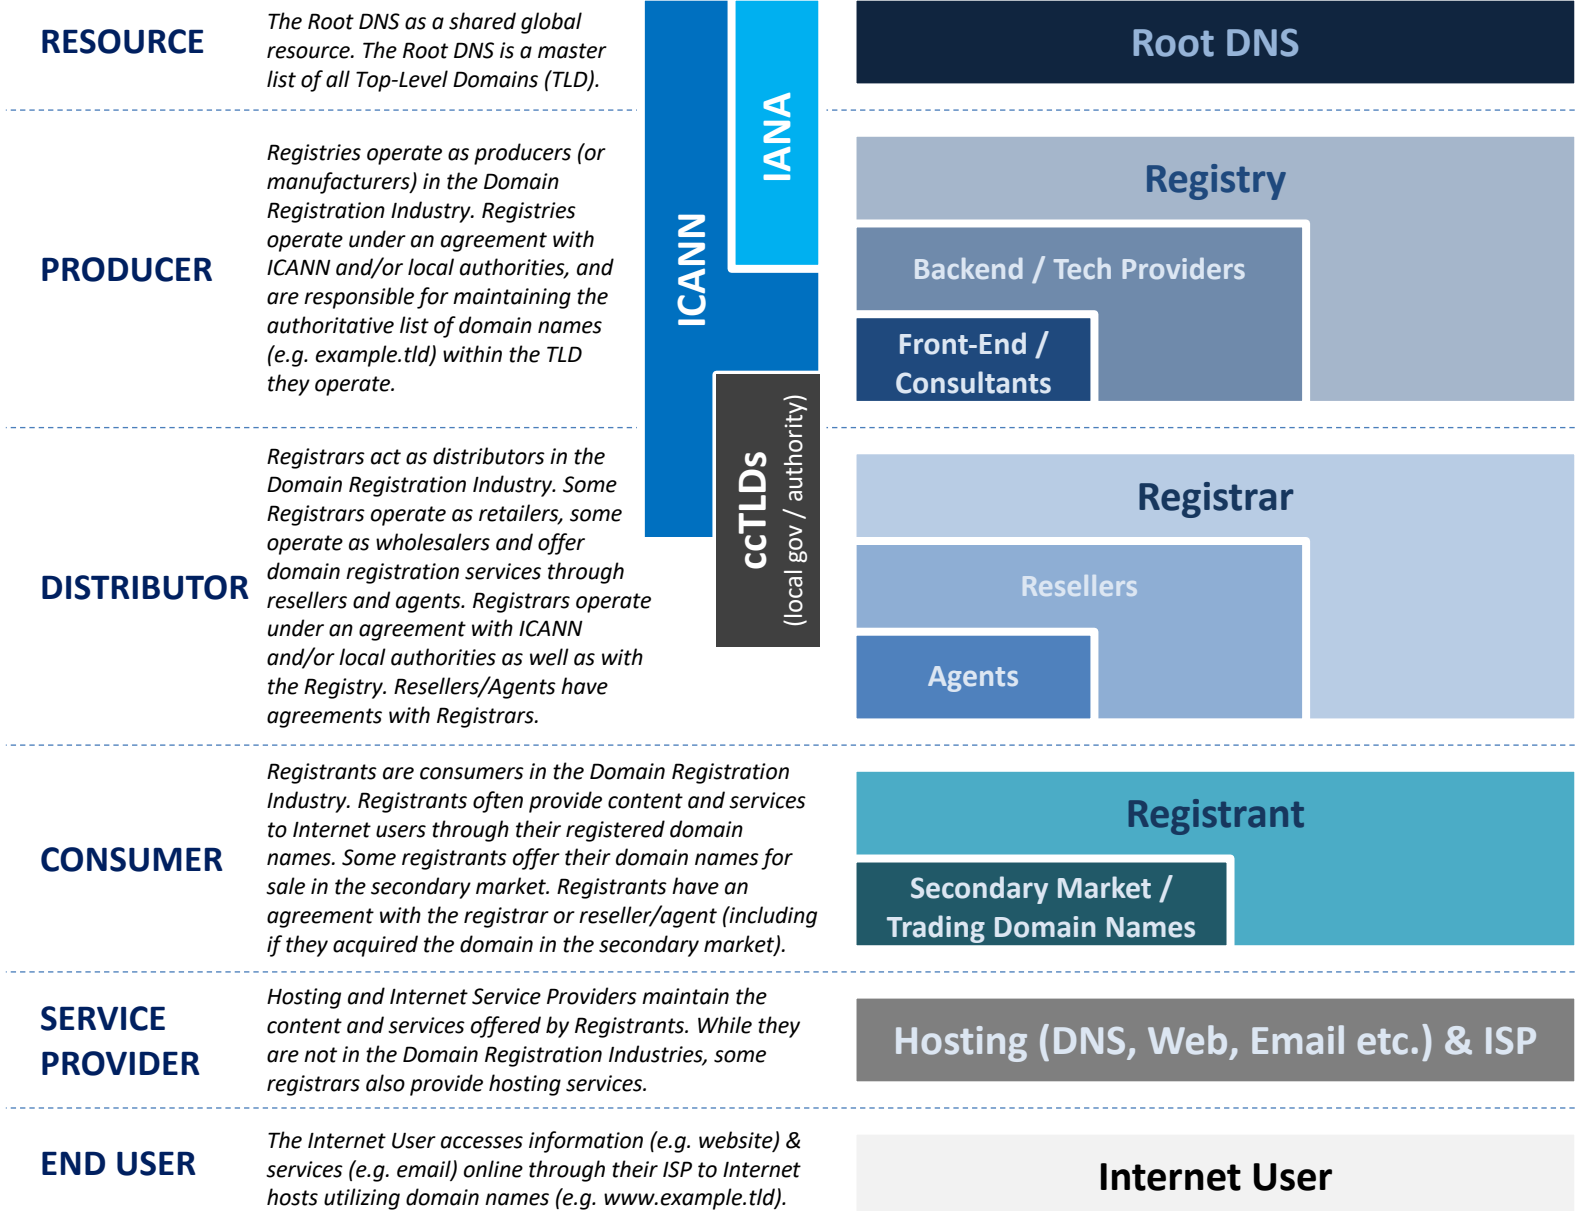 RESOURCE
The Root DNS as a shared global
resource. The Root DNS is a master
list of all Top-Level Domains (TLD).
ICANN
IANA
Root DNS
PRODUCER
Registries operate as producers (or
manufacturers) in the Domain
Registration Industry. Registries
operate under an agreement with
ICANN and/or local authorities, and
are responsible for maintaining the
authoritative list of domain names
(e.g. example.tld) within the TLD
they operate.
Registry
Backend / Tech Providers
Front-End /
Consultants
ccTLDs
(local gov / authority)
DISTRIBUTOR
Registrars act as distributors in the
Domain Registration Industry. Some
Registrars operate as retailers, some
operate as wholesalers and offer
domain registration services through
resellers and agents. Registrars operate
under an agreement with ICANN
and/or local authorities as well as with
the Registry. Resellers/Agents have
agreements with Registrars.
Registrar
Resellers
Agents
CONSUMER
Registrants are consumers in the Domain Registration
Industry. Registrants often provide content and services
to Internet users through their registered domain
names. Some registrants offer their domain names for
sale in the secondary market. Registrants have an
agreement with the registrar or reseller/agent (including
if they acquired the domain in the secondary market).
Registrant
Secondary Market /
Trading Domain Names
SERVICE
PROVIDER
Hosting and Internet Service Providers maintain the
content and services offered by Registrants. While they
are not in the Domain Registration Industries, some
registrars also provide hosting services.
Hosting (DNS, Web, Email etc.) & ISP
END USER
The Internet User accesses information (e.g. website) &
services (e.g. email) online through their ISP to Internet
hosts utilizing domain names (e.g. www.example.tld).
Internet User